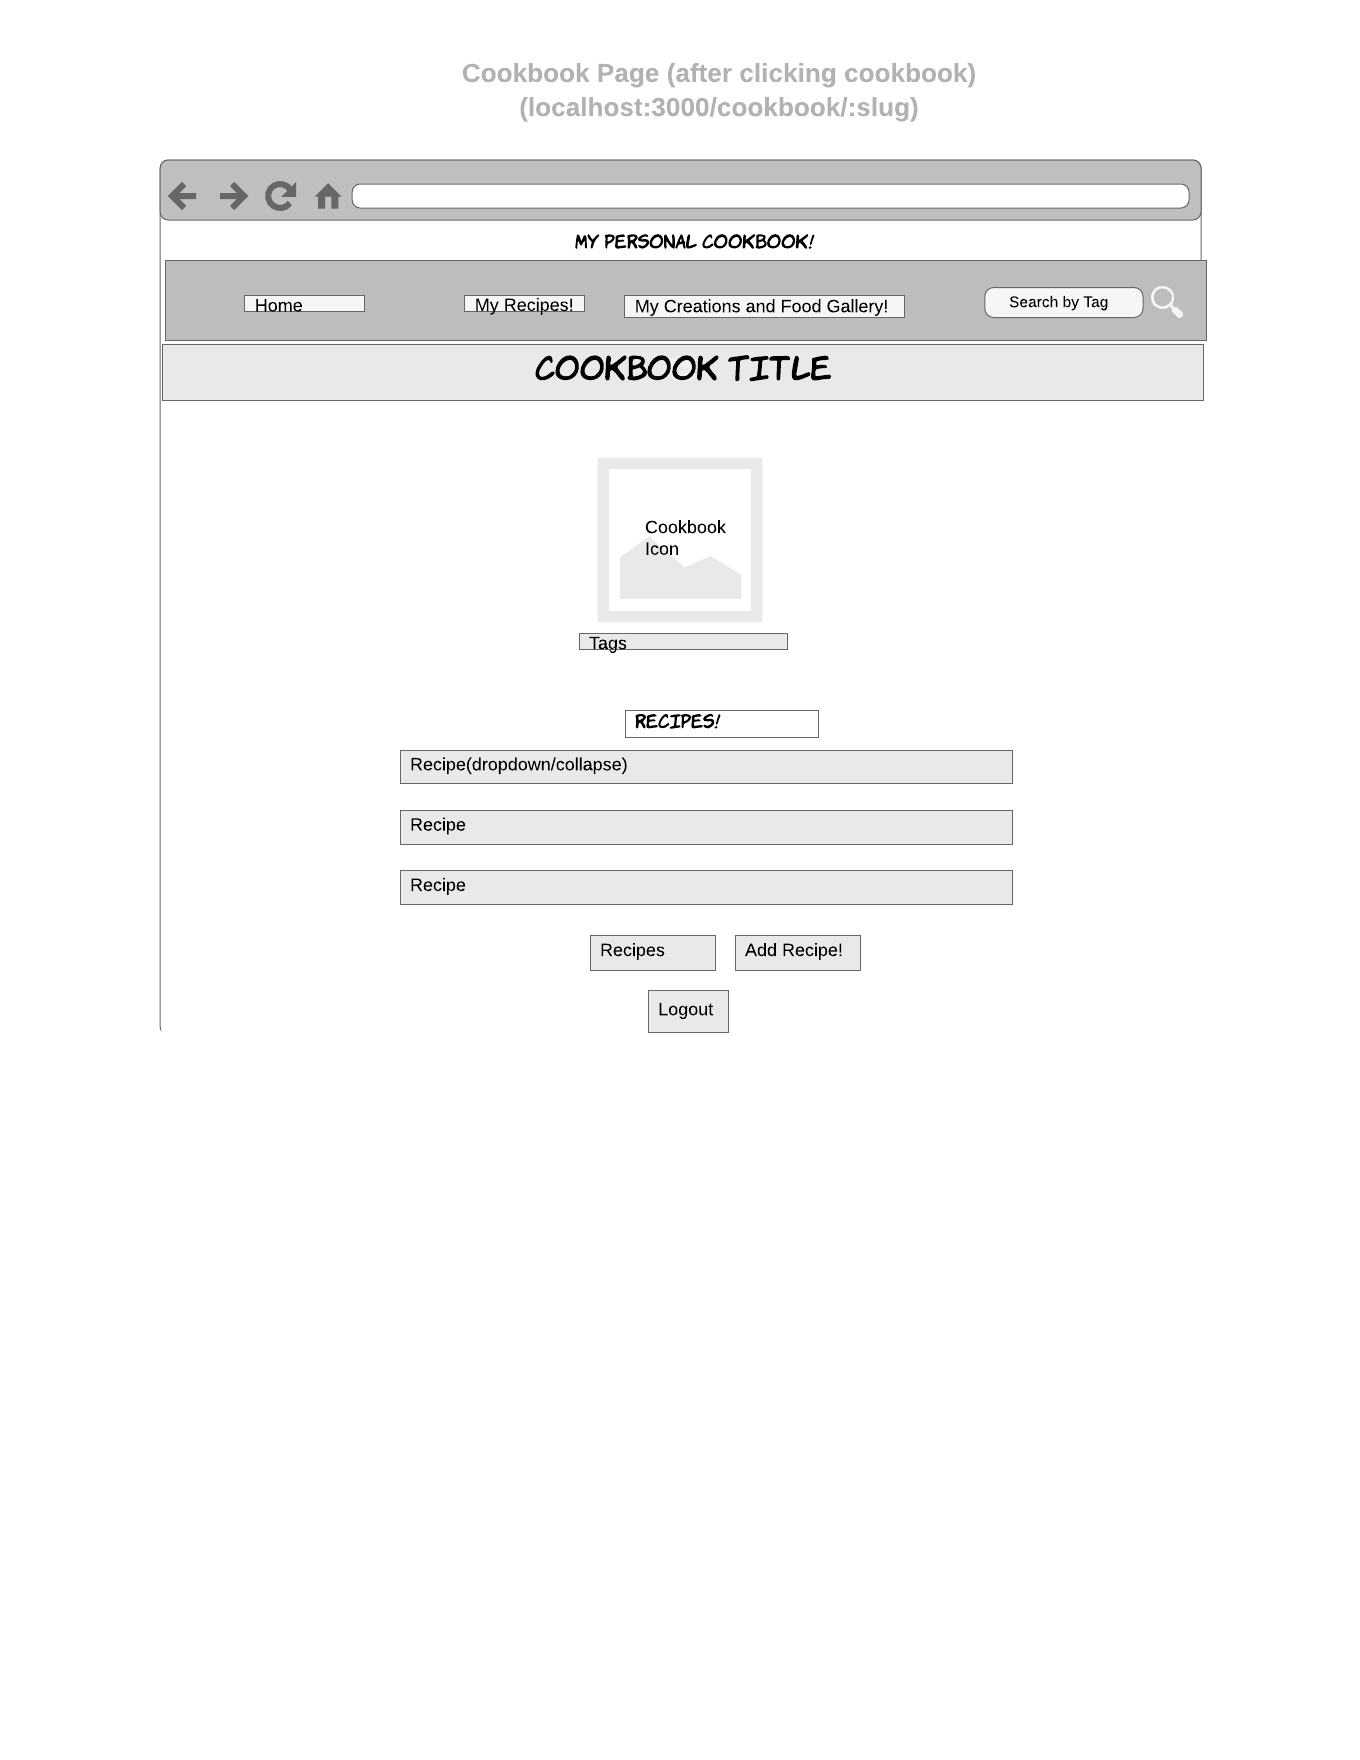 Cookbook Page (after clicking cookbook)
(localhost:3000/cookbook/:slug)
MY PERSONAL COOKBOOK!
Home
My Recipes!
My Creations and Food Gallery!
Search by Tag
COOKBOOK TITLE
Cookbook
Icon
Tags
RECIPES!
Recipe(dropdown/collapse)
Recipe
Recipe
Recipes
Add Recipe!
Logout